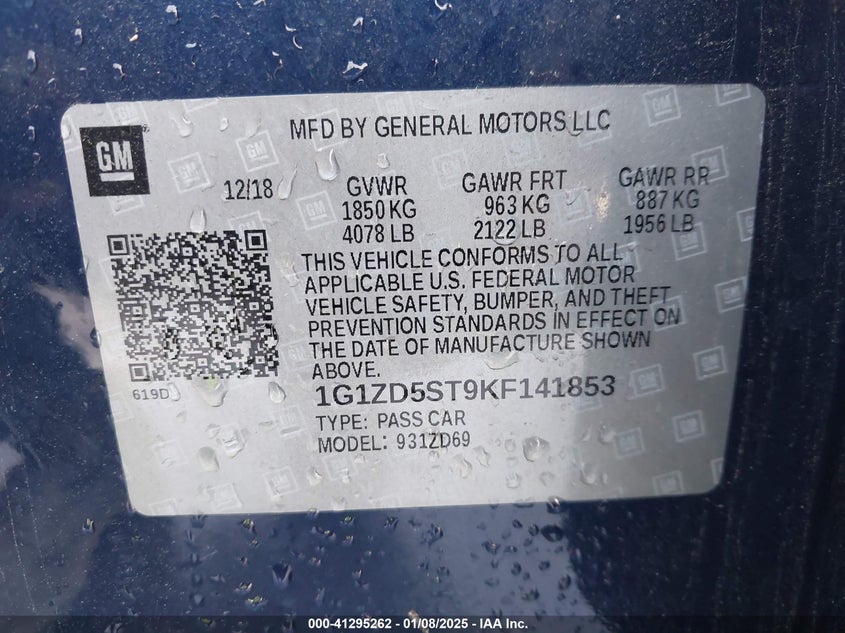 GM
MFD BY GENERAL MOTORS LLC
12/18 GVWR GAWR FRT GAWR RR
1850 KG 963 KG 887 KG
4078 LB 2122 LB 1956 LB
THIS VEHICLE CONFORMS TO ALL
APPLICABLE U.S. FEDERAL MOTOR
VEHICLE SAFETY, BUMPER, AND THEFT
PREVENTION STANDARDS IN EFFECT ON
THE DATE OF MANUFACTURE SHOWN
ABOVE.
619D
1G1ZD5ST9KF141853
TYPE: PASS CAR
MODEL: 931ZD69
000-41295262 - 01/08/2025 - IAA Inc.